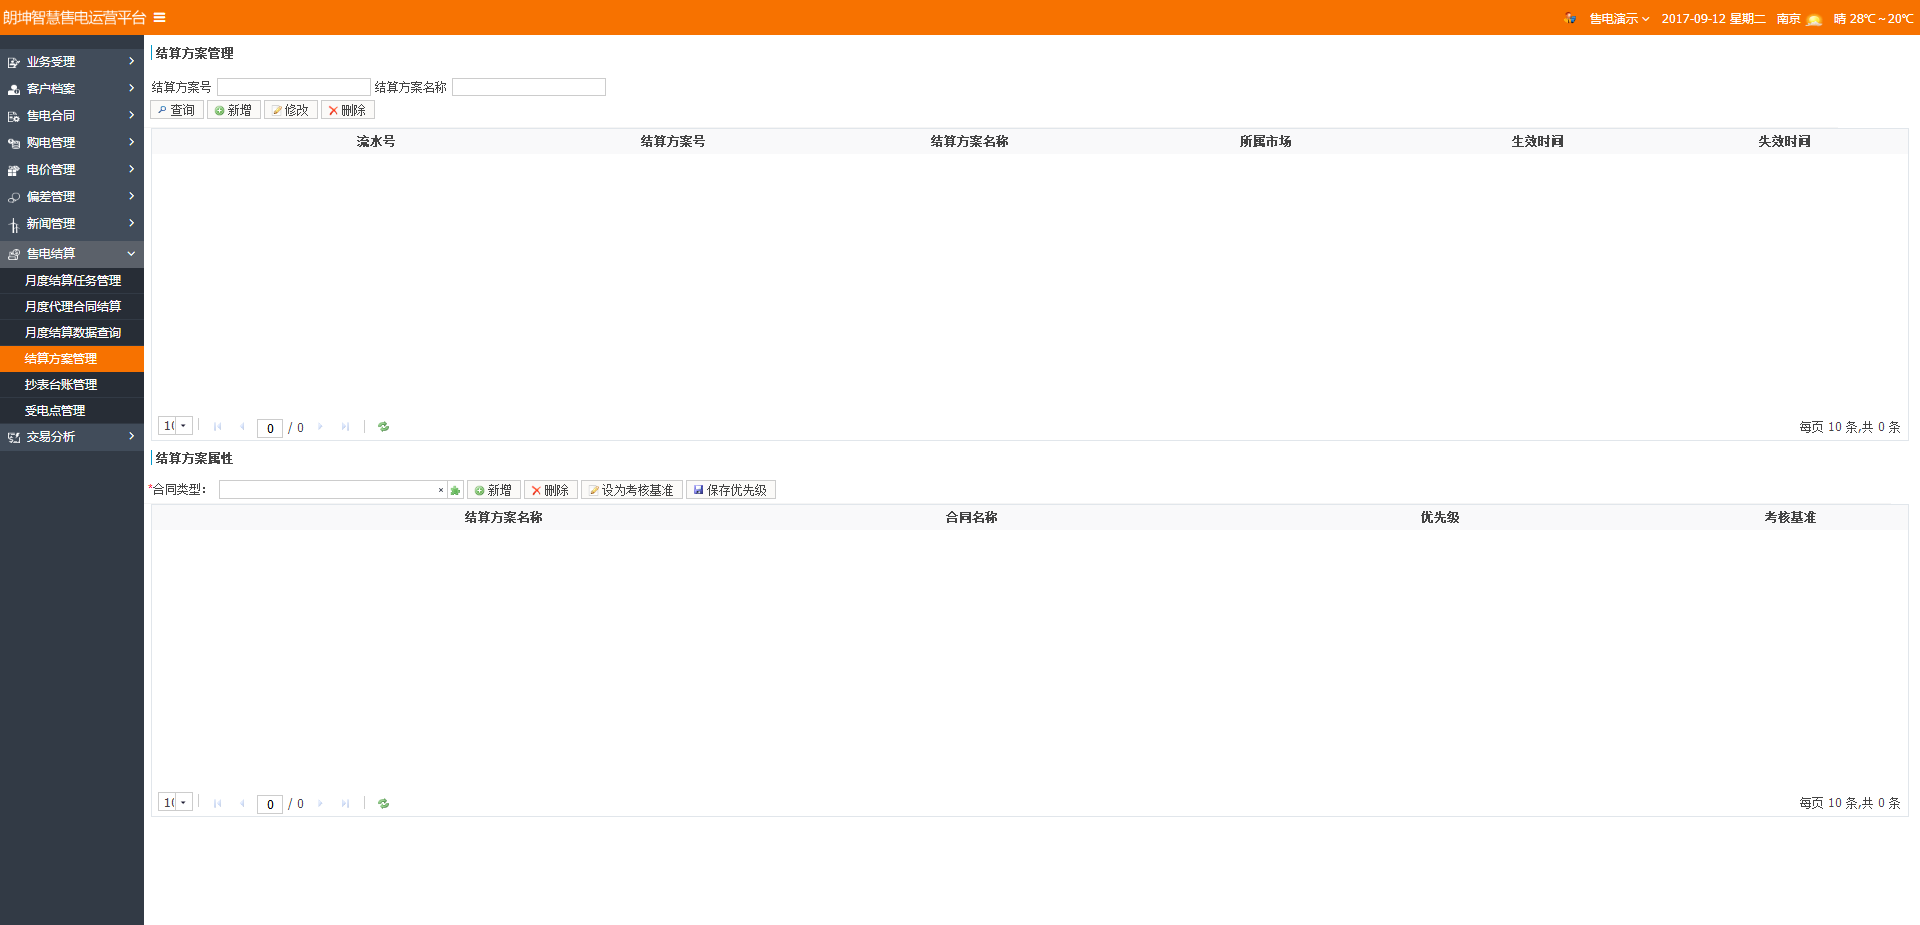 朗坤智慧售电运营平台
售电演示 2017-09-12 星期二 南京 晴 28℃~20℃
业务受理
客户档案
售电合同
购电管理
电价管理
偏差管理
新闻管理
售电结算
月度结算任务管理
月度代理合同结算
月度结算数据查询
结算方案管理
抄表台账管理
受电点管理
交易分析
结算方案管理
结算方案号 结算方案名称
查询 新增 修改 删除
流水号 结算方案号 结算方案名称 所属市场 生效时间 失效时间
10 0 / 0 每页 10 条,共 0 条
结算方案属性
*合同类型： × 新增 删除 设为考核基准 保存优先级
结算方案名称 合同名称 优先级 考核基准
10 0 / 0 每页 10 条,共 0 条